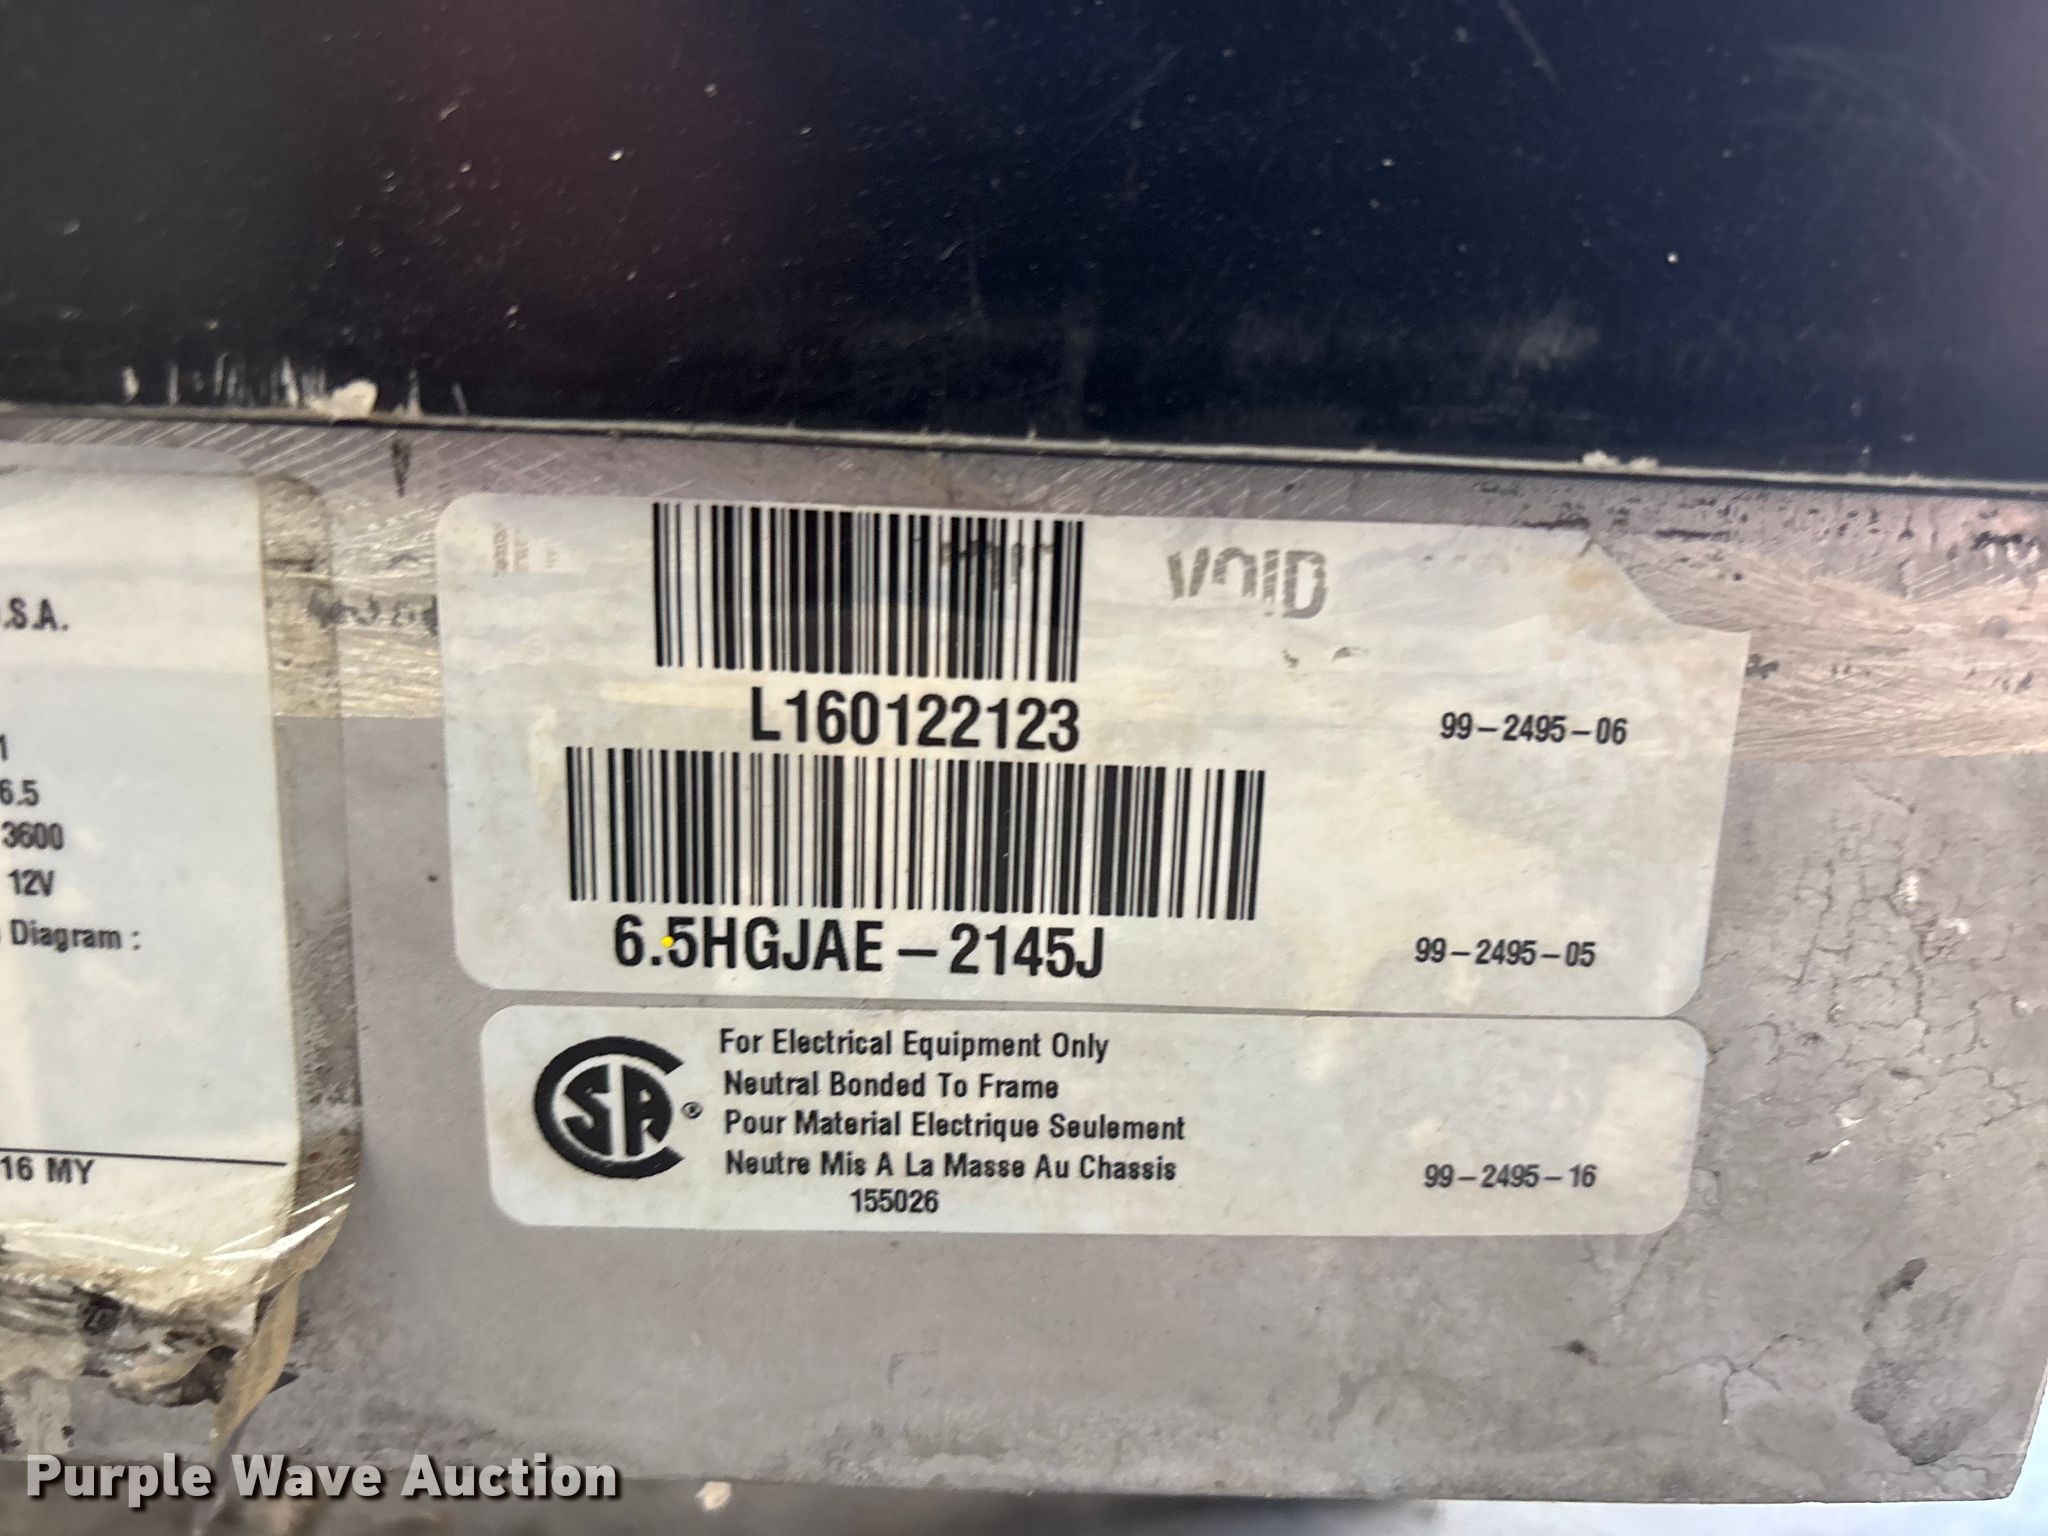 .S.A.
1
6.5
3600
12V
Diagram :
16 MY
VOID
L160122123
99-2495-06
6.5HGJAE-2145J
99-2495-05
CSA®
For Electrical Equipment Only
Neutral Bonded To Frame
Pour Material Electrique Seulement
Neutre Mis A La Masse Au Chassis
155026
99-2495-16
Purple Wave Auction